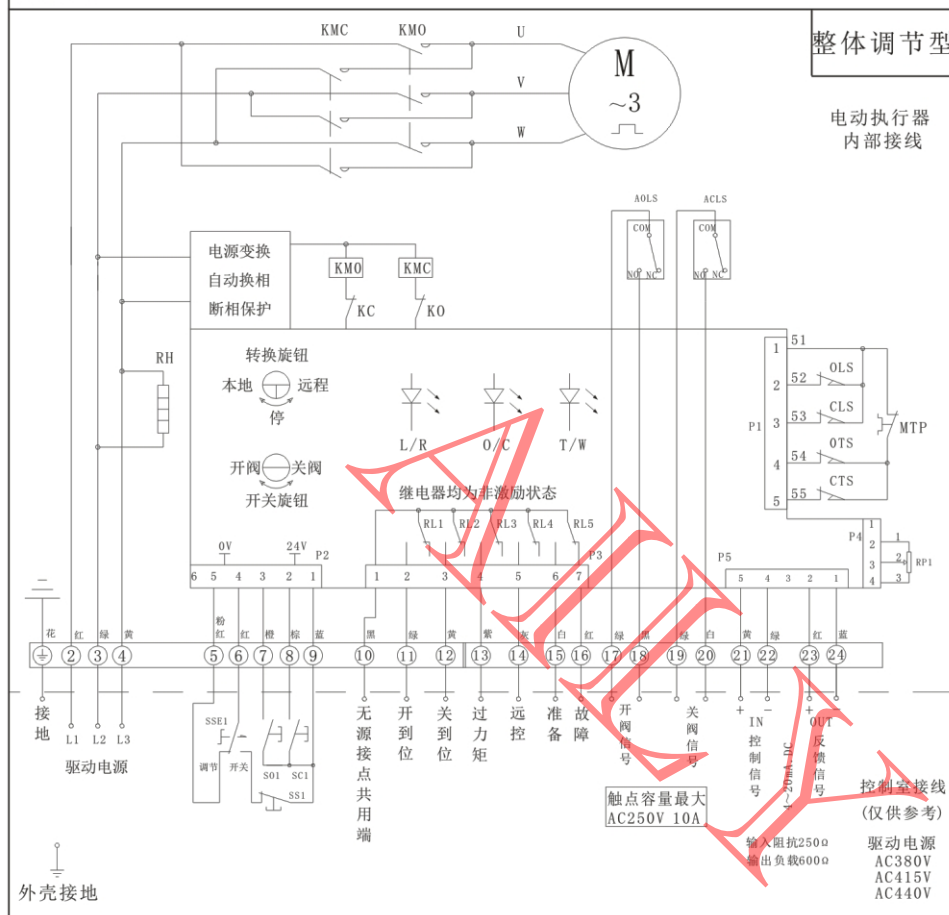 KMC KMO U
整体调节型
M
~3
V
W
电动执行器
内部接线
AOLS ACLS
COM COM
NO NC NO NC
电源变换
自动换相
断相保护
KMO KMC
KC KO
RH
转换旋钮
本地 远程
停
开阀 关阀
开关旋钮
L/R O/C T/W
继电器均为非激励状态
RL1 RL2 RL3 RL4 RL5
P1
1 51
2 52 OLS
3 53 CLS
4 54 OTS
5 55 CTS
MTP
P4
1
2 1
3 2 RP1
4 3
0V 24V P2
6 5 4 3 2 1
P3
1 2 3 4 5 6 7
P5
5 4 3 2 1
花 红 绿 黄 粉红 红 橙 棕 蓝 黑 绿 黄 紫 灰 白 红 绿 黑 绿 白 黄 绿 红 蓝
② ③ ④ ⑤ ⑥ ⑦ ⑧ ⑨ ⑩ ⑪ ⑫ ⑬ ⑭ ⑮ ⑯ ⑰ ⑱ ⑲ ⑳ ㉑ ㉒ ㉓ ㉔
接地
L1 L2 L3
驱动电源
SSE1
调节 开关
SO1 SC1
SS1
无源接点共用端
开到位
关到位
过力矩
远控
准备
故障
开阀信号
关阀信号
+ −
IN
控制信号
4~20mA.DC
+ −
OUT
反馈信号
触点容量最大
AC250V 10A
输入阻抗250Ω
输出负载600Ω
控制室接线
(仅供参考)
驱动电源
AC380V
AC415V
AC440V
外壳接地
AILELY